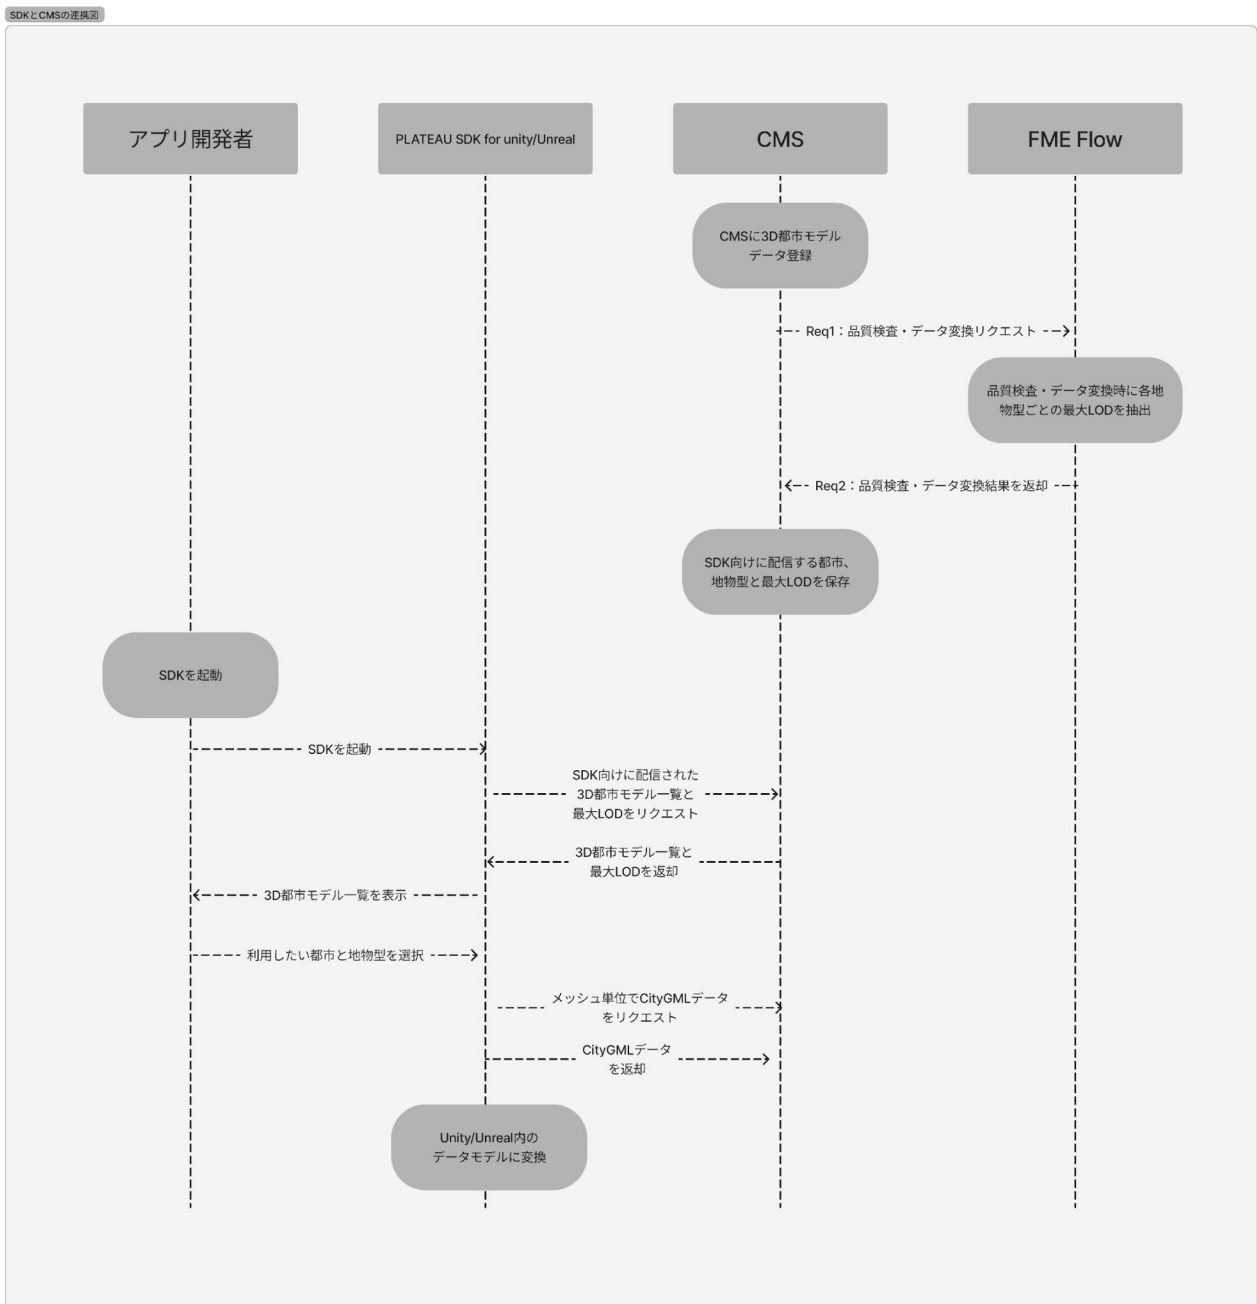 SDKとCMSの連携図
アプリ開発者
PLATEAU SDK for unity/Unreal
CMS
FME Flow
CMSに3D都市モデル
データ登録
Req1：品質検査・データ変換リクエスト
品質検査・データ変換時に各地
物型ごとの最大LODを抽出
Req2：品質検査・データ変換結果を返却
SDK向けに配信する都市、
地物型と最大LODを保存
SDKを起動
SDKを起動
SDK向けに配信された
3D都市モデル一覧と
最大LODをリクエスト
3D都市モデル一覧と
最大LODを返却
3D都市モデル一覧を表示
利用したい都市と地物型を選択
メッシュ単位でCityGMLデータ
をリクエスト
CityGMLデータ
を返却
Unity/Unreal内の
データモデルに変換